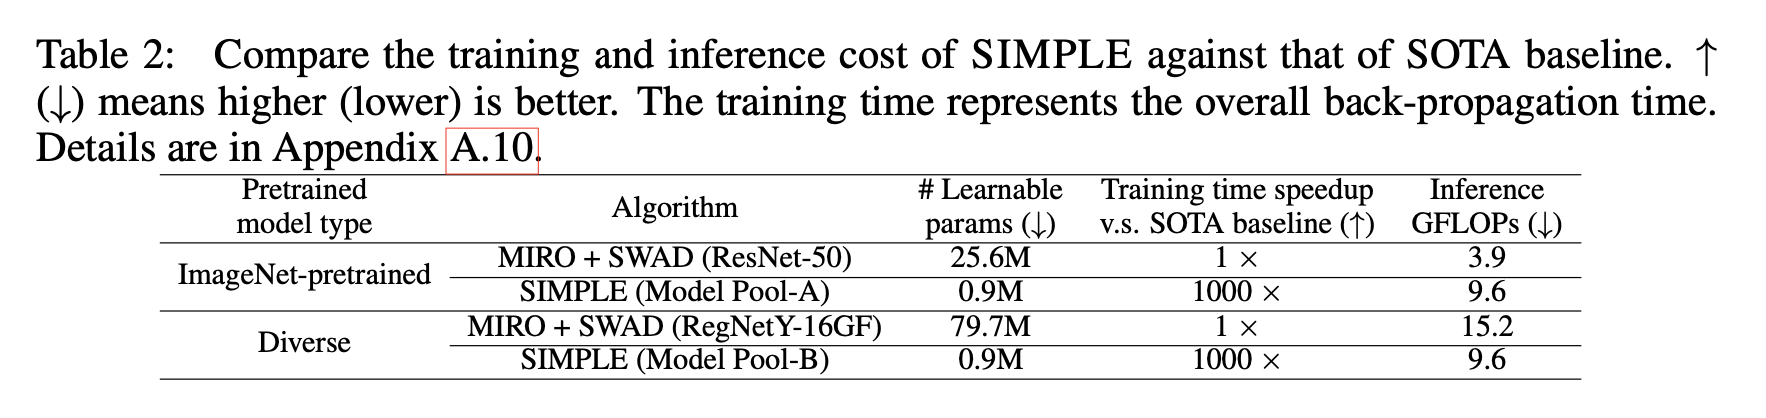 Table 2: Compare the training and inference cost of SIMPLE against that of SOTA baseline. ↑
(↓) means higher (lower) is better. The training time represents the overall back-propagation time.
Details are in Appendix A.10.
Pretrained model type | Algorithm | # Learnable params (↓) | Training time speedup v.s. SOTA baseline (↑) | Inference GFLOPs (↓)
ImageNet-pretrained | MIRO + SWAD (ResNet-50) | 25.6M | 1 × | 3.9
SIMPLE (Model Pool-A) | 0.9M | 1000 × | 9.6
Diverse | MIRO + SWAD (RegNetY-16GF) | 79.7M | 1 × | 15.2
SIMPLE (Model Pool-B) | 0.9M | 1000 × | 9.6